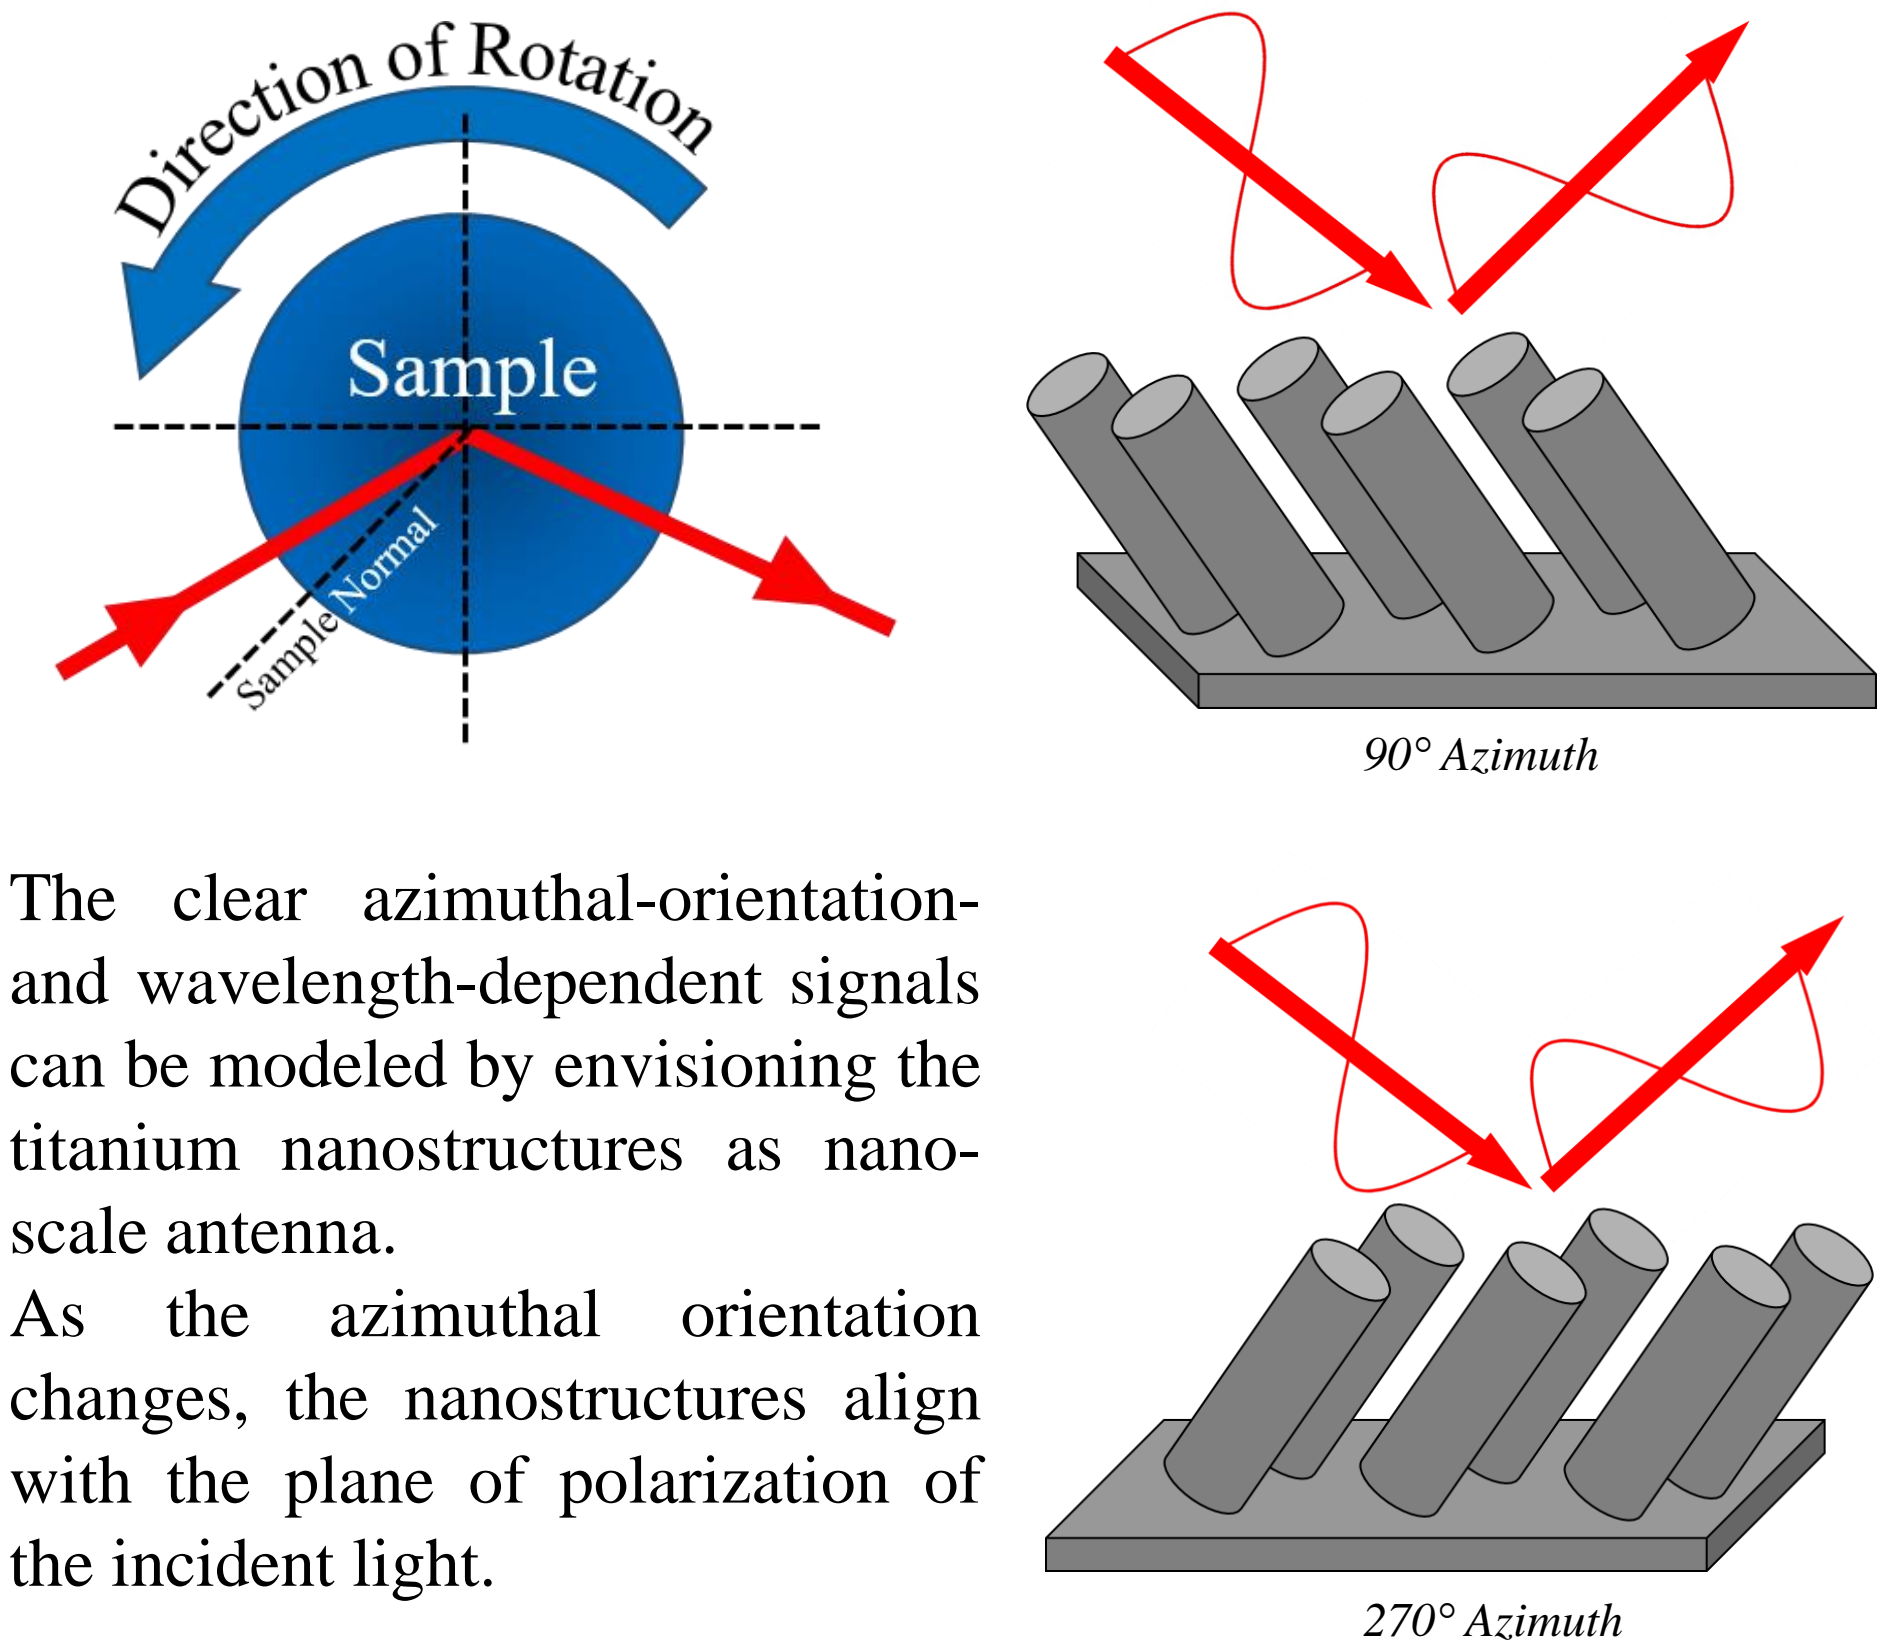 Direction of Rotation
Sample
Sample Normal
90° Azimuth
The clear azimuthal-orientation-
and wavelength-dependent signals
can be modeled by envisioning the
titanium nanostructures as nano-
scale antenna.
As the azimuthal orientation
changes, the nanostructures align
with the plane of polarization of
the incident light.
270° Azimuth